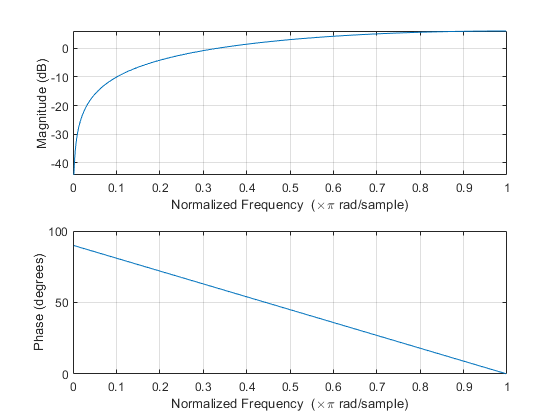 Magnitude (dB)
0
-10
-20
-30
-40
0 0.1 0.2 0.3 0.4 0.5 0.6 0.7 0.8 0.9 1
Normalized Frequency (×π rad/sample)
Phase (degrees)
100
50
0
0 0.1 0.2 0.3 0.4 0.5 0.6 0.7 0.8 0.9 1
Normalized Frequency (×π rad/sample)